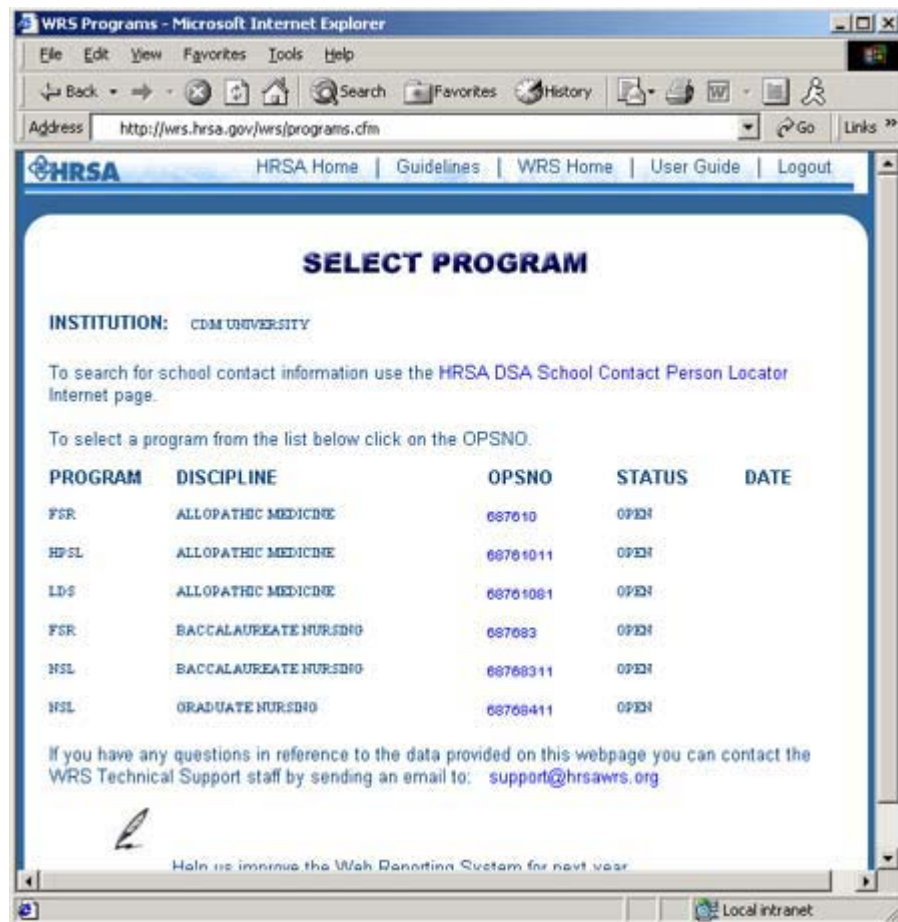 WRS Programs - Microsoft Internet Explorer
File Edit View Favorites Tools Help
Back Search Favorites History
Address http://wrs.hrsa.gov/wrs/programs.cfm Go Links »
HRSA HRSA Home | Guidelines | WRS Home | User Guide | Logout
SELECT PROGRAM
INSTITUTION: CDM UNIVERSITY
To search for school contact information use the HRSA DSA School Contact Person Locator
Internet page.
To select a program from the list below click on the OPSNO.
PROGRAM DISCIPLINE OPSNO STATUS DATE
FSR ALLOPATHIC MEDICINE 687610 OPEN
HPSL ALLOPATHIC MEDICINE 68761011 OPEN
LDS ALLOPATHIC MEDICINE 68761081 OPEN
FSR BACCALAUREATE NURSING 687683 OPEN
NSL BACCALAUREATE NURSING 68768311 OPEN
NSL GRADUATE NURSING 68768411 OPEN
If you have any questions in reference to the data provided on this webpage you can contact the
WRS Technical Support staff by sending an email to: support@hrsawrs.org
Help us improve the Web Reporting System for next year
Local intranet